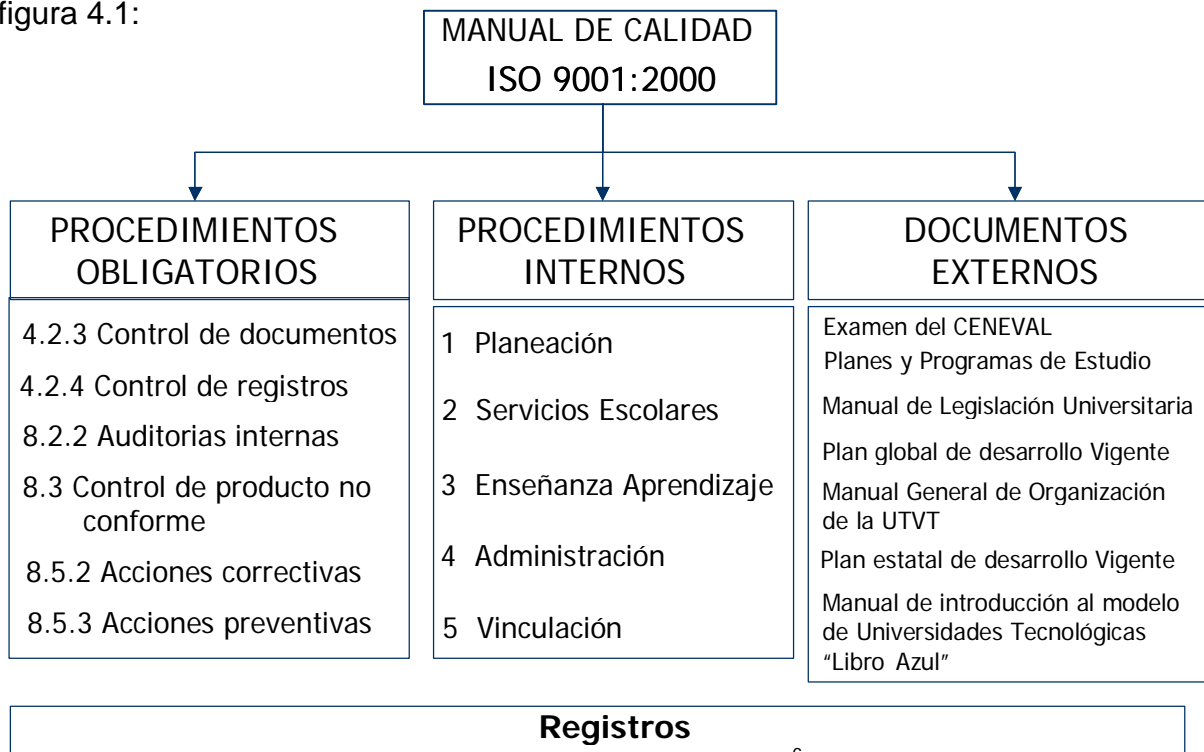 figura 4.1:
MANUAL DE CALIDAD
ISO 9001:2000
PROCEDIMIENTOS
OBLIGATORIOS
4.2.3 Control de documentos
4.2.4 Control de registros
8.2.2 Auditorias internas
8.3 Control de producto no
conforme
8.5.2 Acciones correctivas
8.5.3 Acciones preventivas
PROCEDIMIENTOS
INTERNOS
1 Planeación
2 Servicios Escolares
3 Enseñanza Aprendizaje
4 Administración
5 Vinculación
DOCUMENTOS
EXTERNOS
Examen del CENEVAL
Planes y Programas de Estudio
Manual de Legislación Universitaria
Plan global de desarrollo Vigente
Manual General de Organización
de la UTVT
Plan estatal de desarrollo Vigente
Manual de introducción al modelo
de Universidades Tecnológicas
“Libro Azul”
Registros